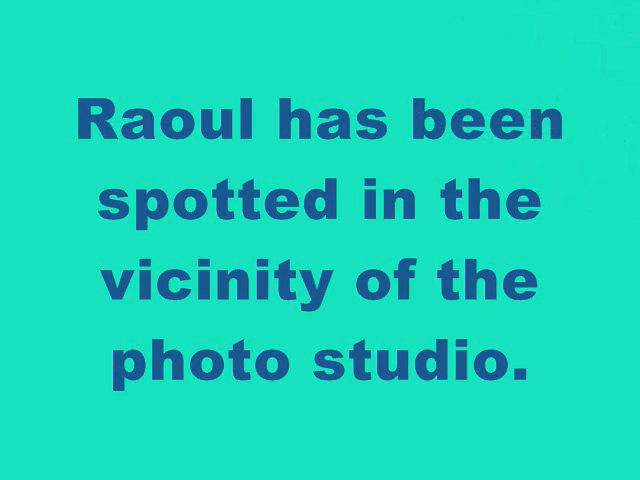 Raoul has been
spotted in the
vicinity of the
photo studio.